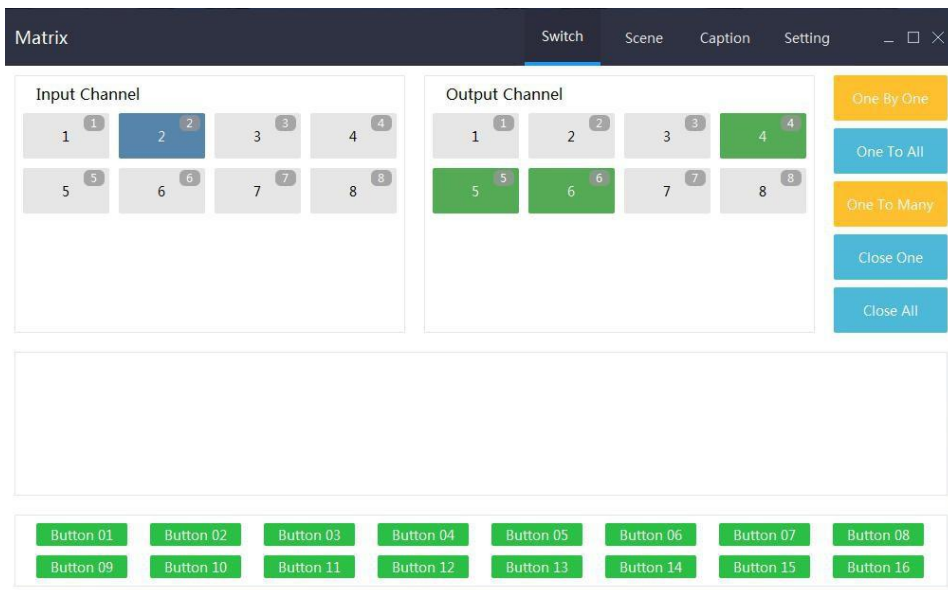 Matrix Switch Scene Caption Setting
Input Channel Output Channel One By One
1 1 2 2 3 3 4 4 1 1 2 2 3 3 4 4
One To All
5 5 6 6 7 7 8 8 5 5 6 6 7 7 8 8
One To Many
Close One
Close All
Button 01 Button 02 Button 03 Button 04 Button 05 Button 06 Button 07 Button 08
Button 09 Button 10 Button 11 Button 12 Button 13 Button 14 Button 15 Button 16